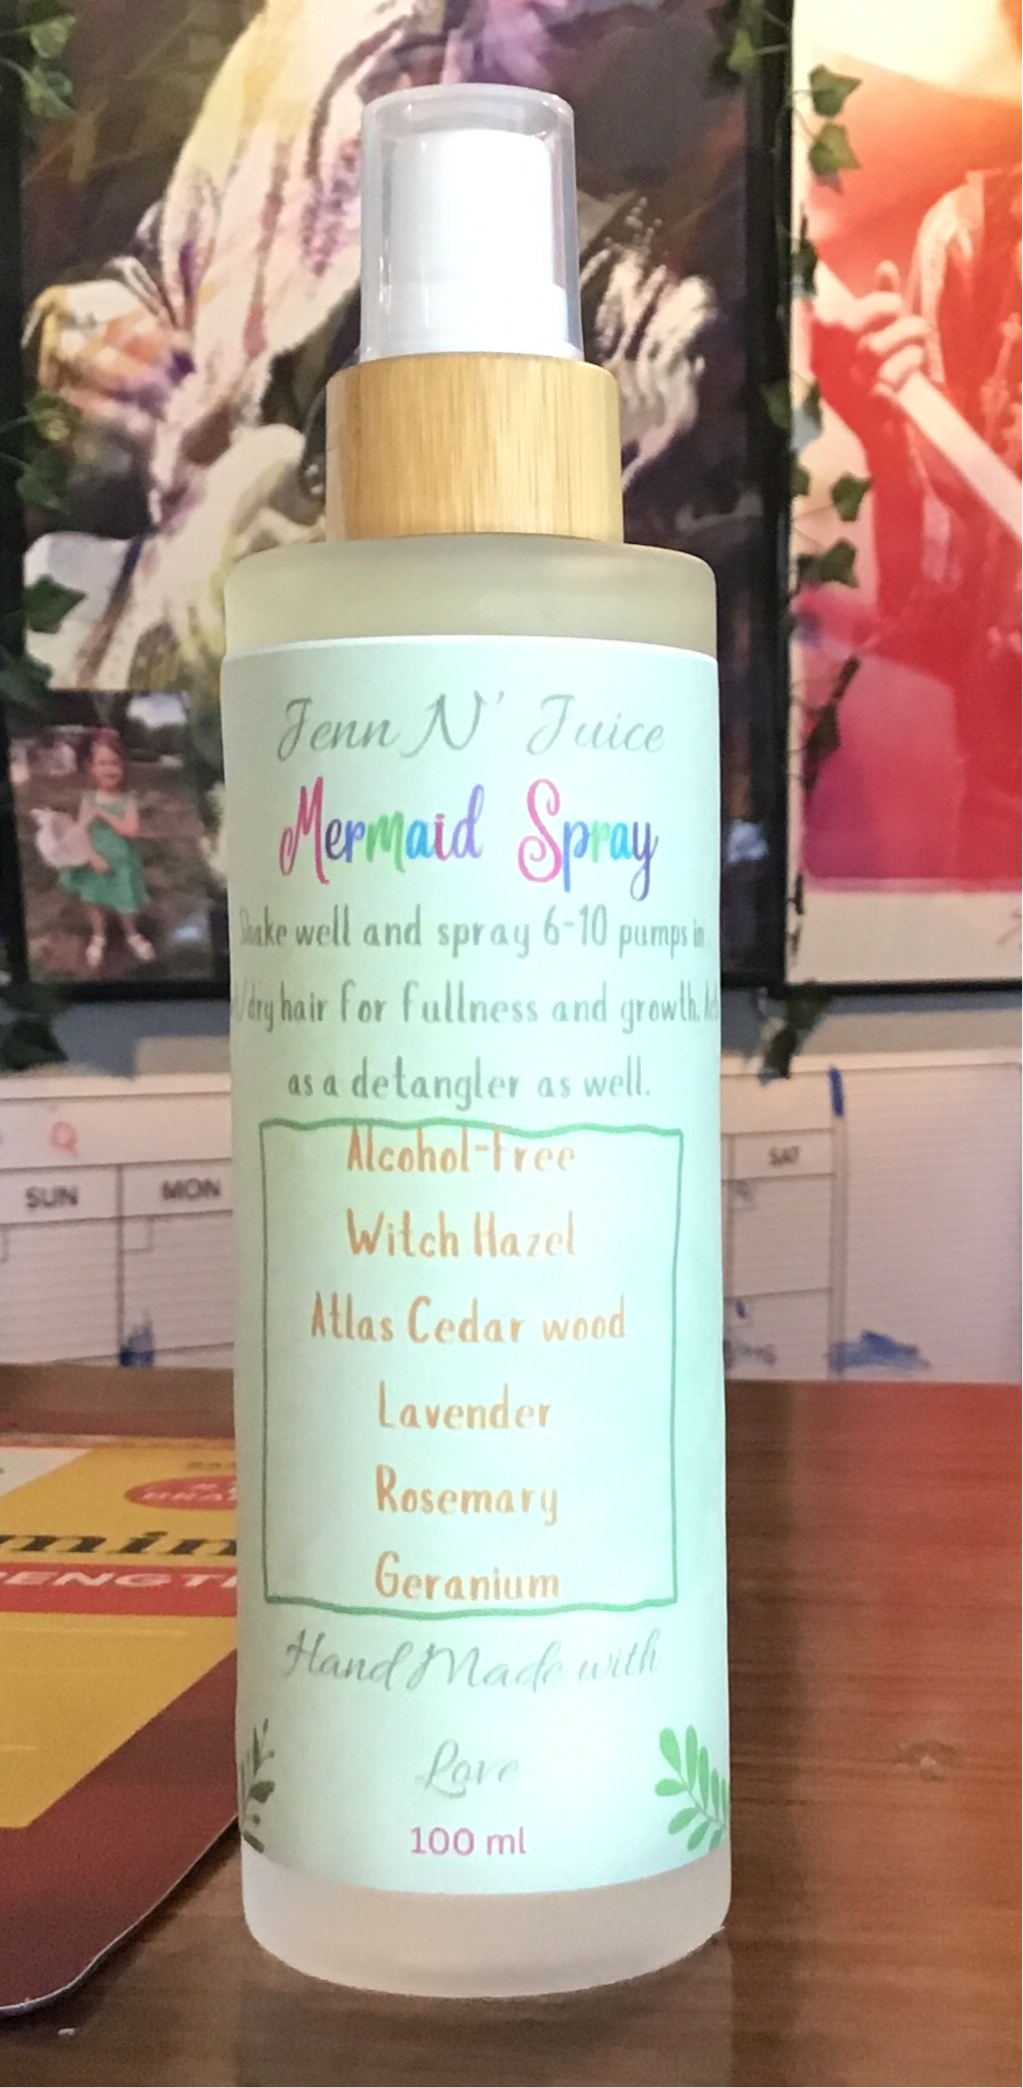 Jenn N' Juice
Mermaid Spray
Shake well and spray 6-10 pumps in
/dry hair for fullness and growth.
as a detangler as well.
Alcohol-Free
Witch Hazel
Atlas Cedar wood
Lavender
Rosemary
Geranium
Hand Made with
Love
100 ml
SUN
MON
SAT